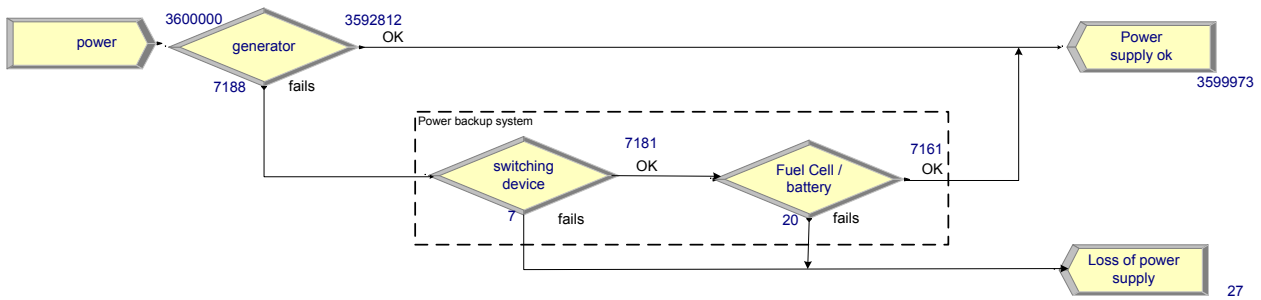 power
3600000
generator
3592812
OK
7188
fails
Power
supply ok
3599973
Power backup system
switching
device
7181
OK
7
fails
Fuel Cell /
battery
7161
OK
20
fails
Loss of power
supply
27